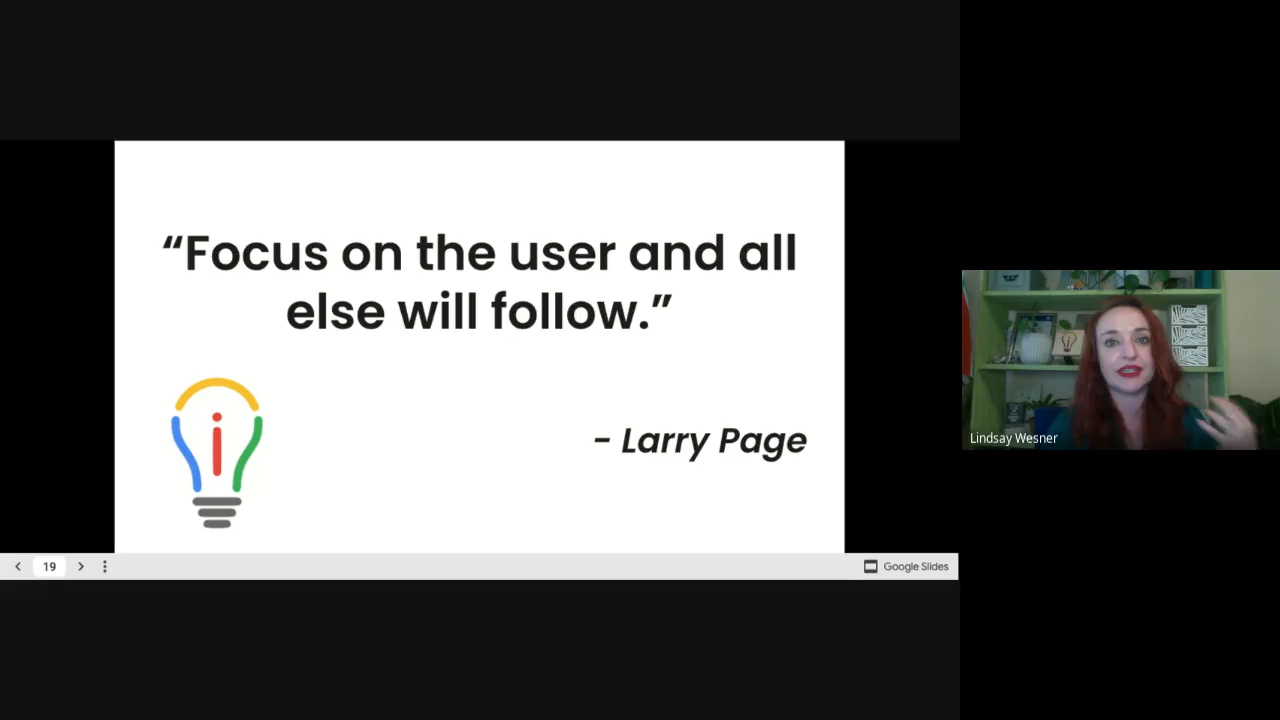 “Focus on the user and all
else will follow.”
- Larry Page
19
Google Slides
Lindsay Wesner